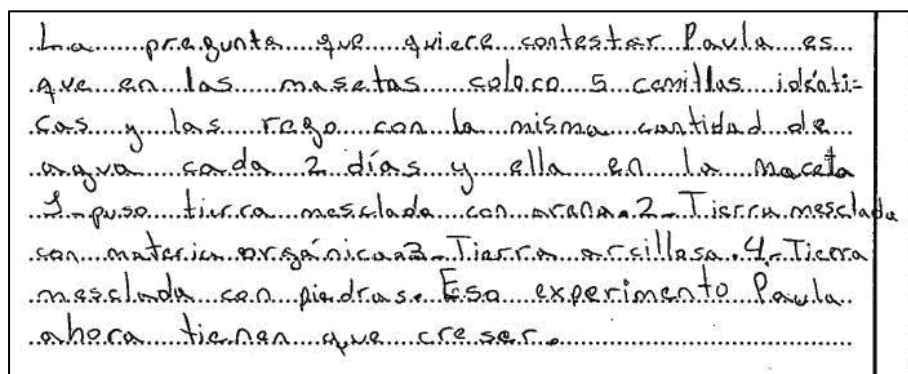 La pregunta que quiere contestar Paula es
que en las masetas coloco 5 cemillas idénti=
cas y las rego con la misma cantidad de
agua cada 2 días y ella en la maceta
1-puso tierra mesclada con arena. 2-Tierra mesclada
con materia orgánica. 3-Tierra arcillosa. 4.-Tierra
mesclada con piedras. Eso experimento Paula
ahora tienen que creser.